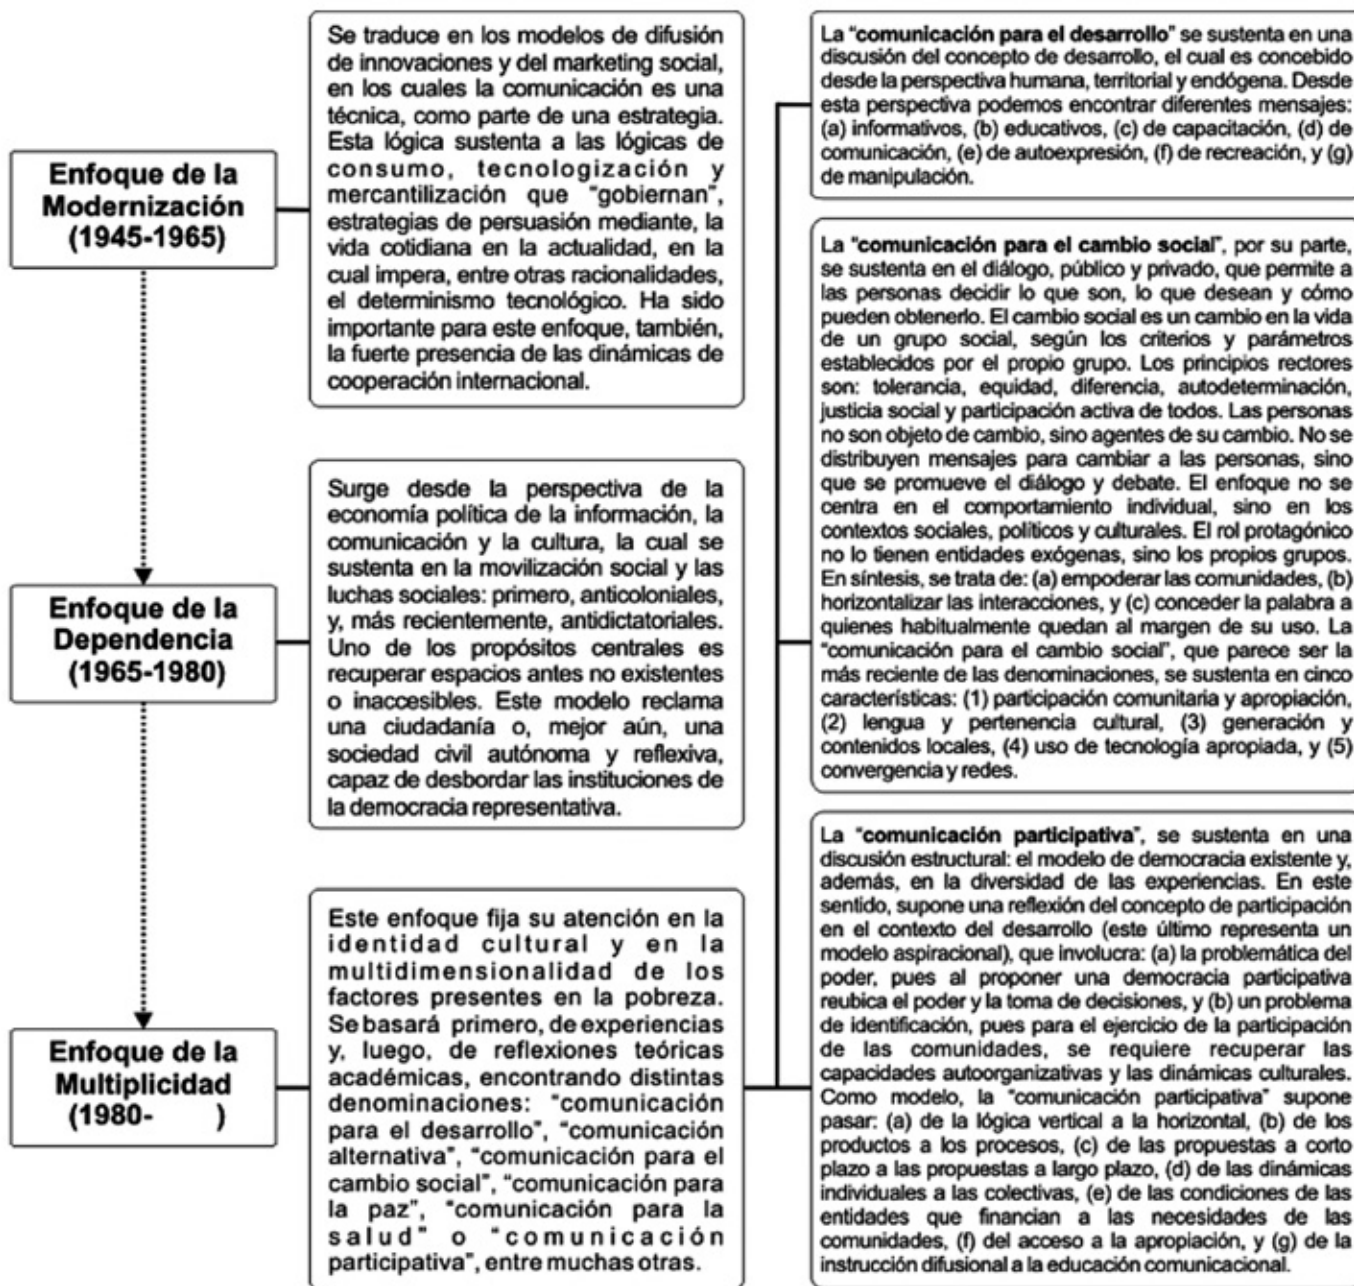 Enfoque de la
Modernización
(1945-1965)
Se traduce en los modelos de difusión
de innovaciones y del marketing social,
en los cuales la comunicación es una
técnica, como parte de una estrategia.
Esta lógica sustenta a las lógicas de
consumo, tecnologización y
mercantilización que "gobiernan",
estrategias de persuasión mediante, la
vida cotidiana en la actualidad, en la
cual impera, entre otras racionalidades,
el determinismo tecnológico. Ha sido
importante para este enfoque, también,
la fuerte presencia de las dinámicas de
cooperación internacional.
Enfoque de la
Dependencia
(1965-1980)
Surge desde la perspectiva de la
economía política de la información, la
comunicación y la cultura, la cual se
sustenta en la movilización social y las
luchas sociales: primero, anticoloniales,
y, más recientemente, antidictatoriales.
Uno de los propósitos centrales es
recuperar espacios antes no existentes
o inaccesibles. Este modelo reclama
una ciudadanía o, mejor aún, una
sociedad civil autónoma y reflexiva,
capaz de desbordar las instituciones de
la democracia representativa.
Enfoque de la
Multiplicidad
(1980- )
Este enfoque fija su atención en la
identidad cultural y en la
multidimensionalidad de los
factores presentes en la pobreza.
Se basará primero, de experiencias
y, luego, de reflexiones teóricas
académicas, encontrando distintas
denominaciones: "comunicación
para el desarrollo", "comunicación
alternativa", "comunicación para el
cambio social", "comunicación para
la paz", "comunicación para la
salud" o "comunicación
participativa", entre muchas otras.
La "comunicación para el desarrollo" se sustenta en una
discusión del concepto de desarrollo, el cual es concebido
desde la perspectiva humana, territorial y endógena. Desde
esta perspectiva podemos encontrar diferentes mensajes:
(a) informativos, (b) educativos, (c) de capacitación, (d) de
comunicación, (e) de autoexpresión, (f) de recreación, y (g)
de manipulación.
La "comunicación para el cambio social", por su parte,
se sustenta en el diálogo, público y privado, que permite a
las personas decidir lo que son, lo que desean y cómo
pueden obtenerlo. El cambio social es un cambio en la vida
de un grupo social, según los criterios y parámetros
establecidos por el propio grupo. Los principios rectores
son: tolerancia, equidad, diferencia, autodeterminación,
justicia social y participación activa de todos. Las personas
no son objeto de cambio, sino agentes de su cambio. No se
distribuyen mensajes para cambiar a las personas, sino
que se promueve el diálogo y debate. El enfoque no se
centra en el comportamiento individual, sino en los
contextos sociales, políticos y culturales. El rol protagónico
no lo tienen entidades exógenas, sino los propios grupos.
En síntesis, se trata de: (a) empoderar las comunidades, (b)
horizontalizar las interacciones, y (c) conceder la palabra a
quienes habitualmente quedan al margen de su uso. La
"comunicación para el cambio social", que parece ser la
más reciente de las denominaciones, se sustenta en cinco
características: (1) participación comunitaria y apropiación,
(2) lengua y pertenencia cultural, (3) generación y
contenidos locales, (4) uso de tecnología apropiada, y (5)
convergencia y redes.
La "comunicación participativa", se sustenta en una
discusión estructural: el modelo de democracia existente y,
además, en la diversidad de las experiencias. En este
sentido, supone una reflexión del concepto de participación
en el contexto del desarrollo (este último representa un
modelo aspiracional), que involucra: (a) la problemática del
poder, pues al proponer una democracia participativa
reubica el poder y la toma de decisiones, y (b) un problema
de identificación, pues para el ejercicio de la participación
de las comunidades, se requiere recuperar las
capacidades autoorganizativas y las dinámicas culturales.
Como modelo, la "comunicación participativa" supone
pasar: (a) de la lógica vertical a la horizontal, (b) de los
productos a los procesos, (c) de las propuestas a corto
plazo a las propuestas a largo plazo, (d) de las dinámicas
individuales a las colectivas, (e) de las condiciones de las
entidades que financian a las necesidades de las
comunidades, (f) del acceso a la apropiación, y (g) de la
instrucción difusional a la educación comunicacional.